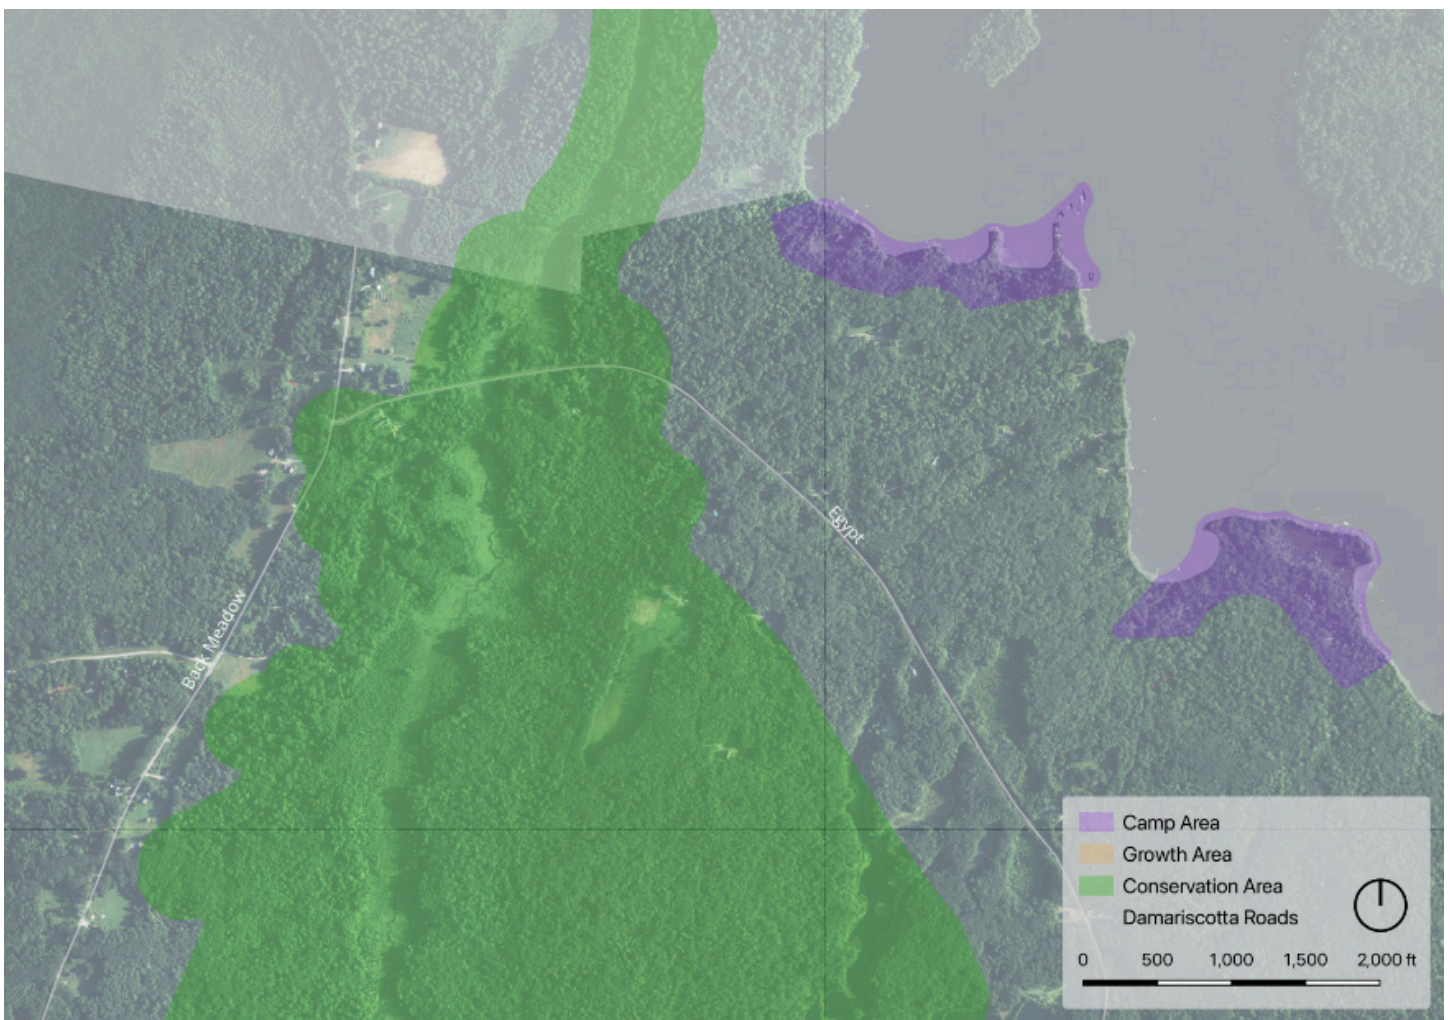 Egypt
Back Meadow
Camp Area
Growth Area
Conservation Area
Damariscotta Roads
0 500 1,000 1,500 2,000 ft